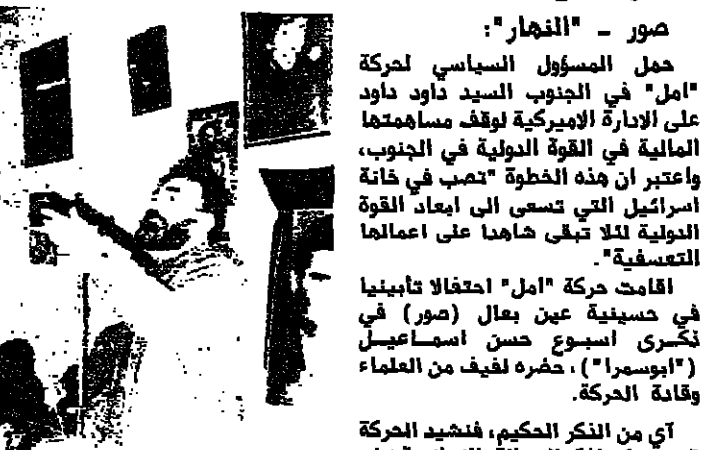 صور - "النهار":
حمل المسؤول السياسي لحركة
"امل" في الجنوب السيد داود داود
على الادارة الاميركية لوقف مساهمتها
المالية في القوة الدولية في الجنوب،
واعتبر ان هذه الخطوة "تصب في خانة
اسرائيل التي تسعى الى ابعاد القوة
الدولية لئلا تبقى شاهدا على اعمالها
التعسفية".
اقامت حركة "امل" احتفالا تأبينيا
في حسينية عين بعال (صور) في
ذكرى اسبوع حسن اسماعيل
("ابوسمرا")، حضره لفيف من العلماء
وقادة الحركة.
آي من الذكر الحكيم، فنشيد الحركة